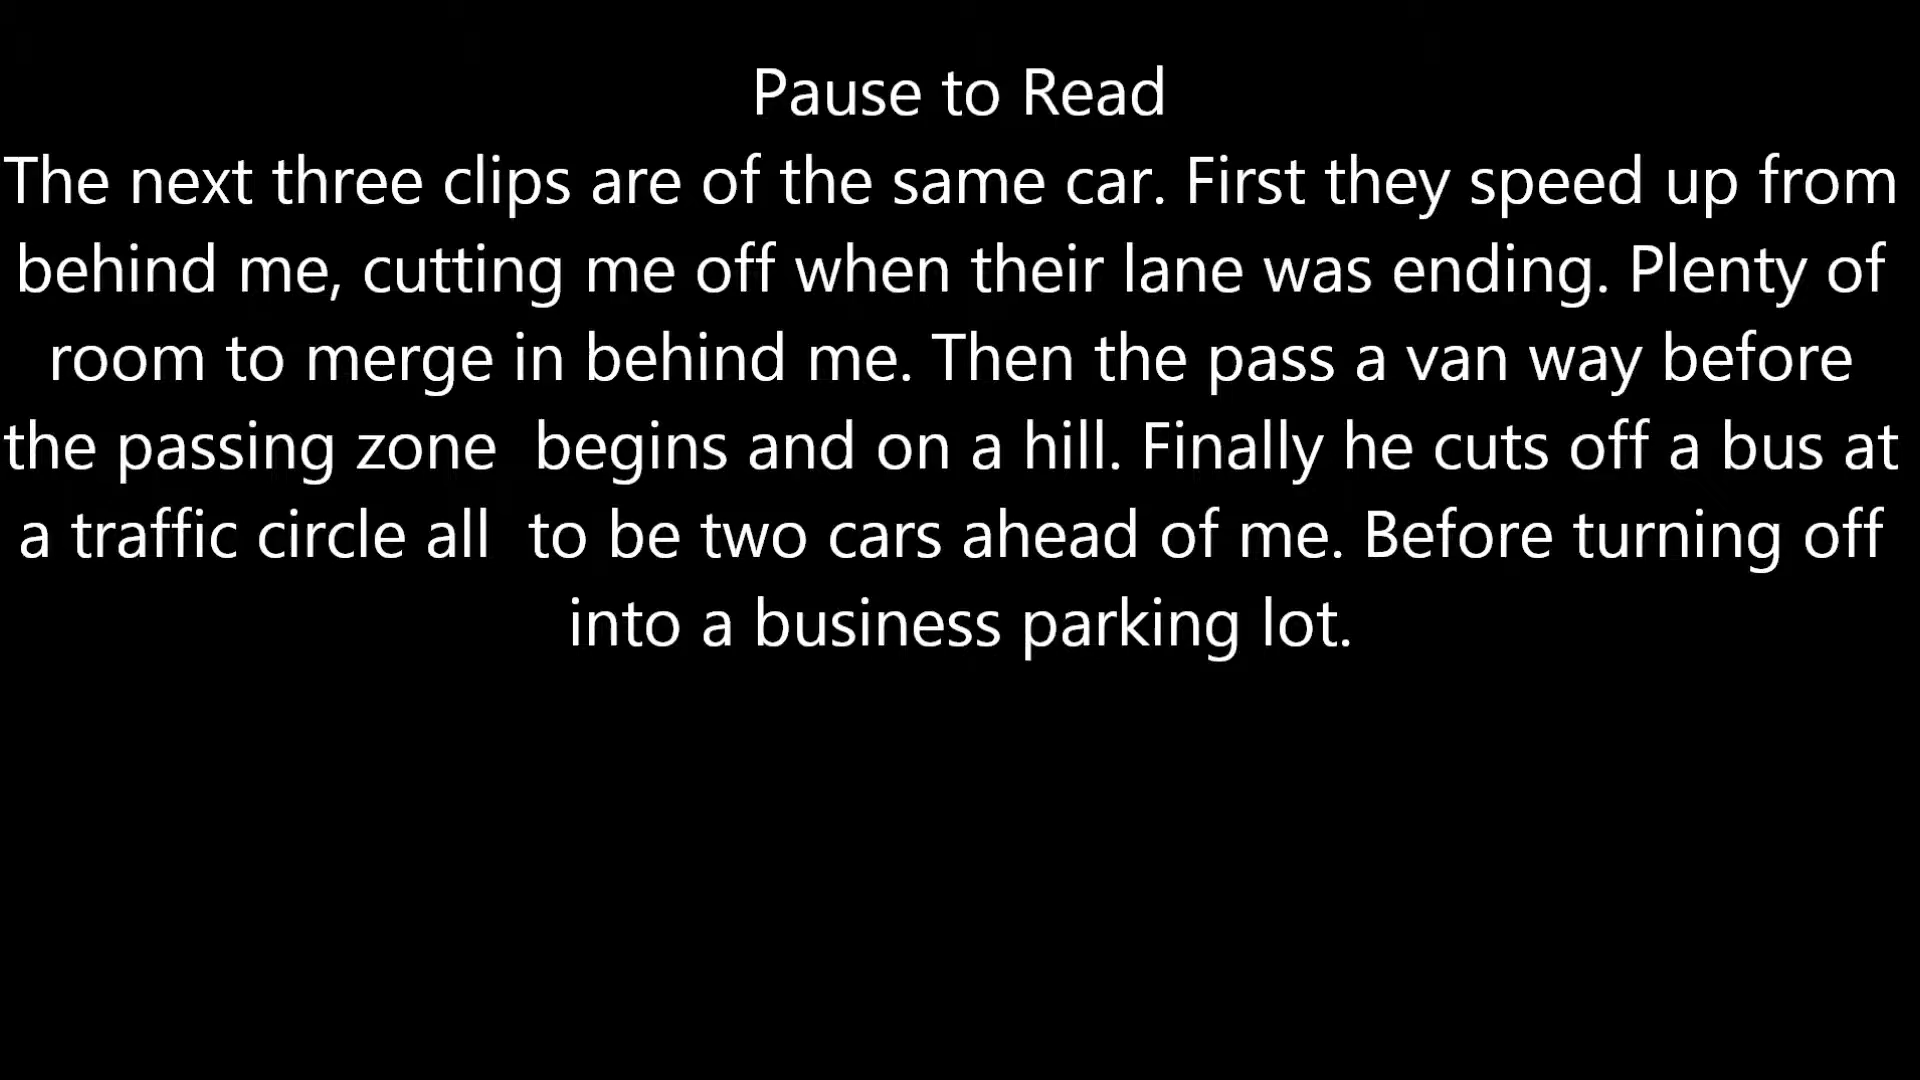 Pause to Read
The next three clips are of the same car. First they speed up from
behind me, cutting me off when their lane was ending. Plenty of
room to merge in behind me. Then the pass a van way before
the passing zone  begins and on a hill. Finally he cuts off a bus at
a traffic circle all  to be two cars ahead of me. Before turning off
into a business parking lot.